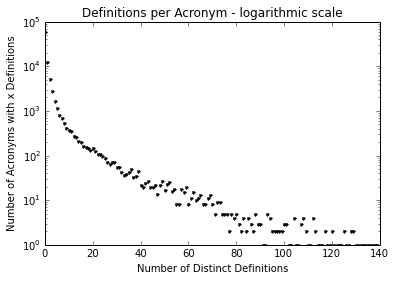 Definitions per Acronym - logarithmic scale
Number of Acronyms with x Definitions
10^5
10^4
10^3
10^2
10^1
10^0
0 20 40 60 80 100 120 140
Number of Distinct Definitions